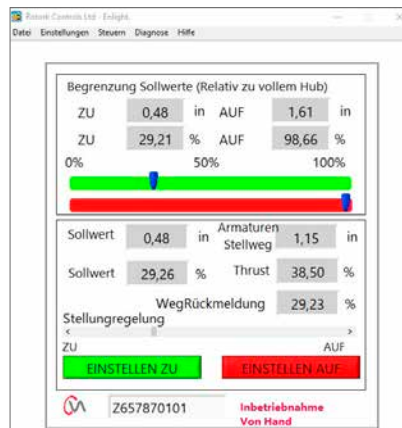 Rotork Controls Ltd - Enlight.
Datei Einstellungen Steuern Diagnose Hilfe
Begrenzung Sollwerte (Relativ zu vollem Hub)
ZU 0,48 in AUF 1,61 in
ZU 29,21 % AUF 98,66 %
0% 50% 100%
Sollwert 0,48 in Armaturen Stellweg 1,15 in
Sollwert 29,26 % Thrust 38,50 %
WegRückmeldung 29,23 %
Stellungregelung
< >
ZU AUF
EINSTELLEN ZU EINSTELLEN AUF
Z657870101 Inbetriebnahme
Von Hand